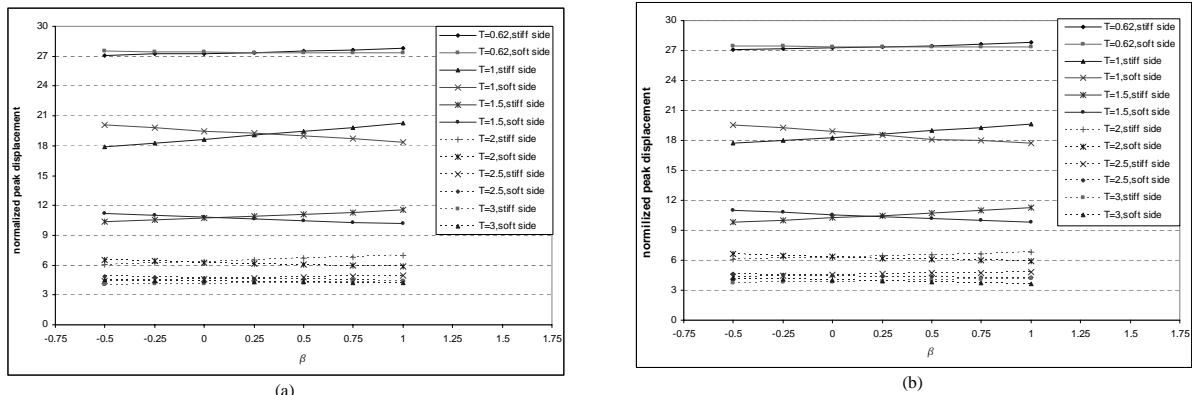 (a)
normalized peak displacement
30
27
24
21
18
15
12
9
6
3
0
-0.75 -0.5 -0.25 0 0.25 0.5 0.75 1 1.25 1.5 1.75
β
T=0.62,stiff side
T=0.62,soft side
T=1,stiff side
T=1,soft side
T=1.5,stiff side
T=1.5,soft side
T=2,stiff side
T=2,soft side
T=2.5,stiff side
T=2.5,soft side
T=3,stiff side
T=3,soft side
(a)
(b)
normilized peak displacement
30
27
24
21
18
15
12
9
6
3
0
-0.75 -0.5 -0.25 0 0.25 0.5 0.75 1 1.25 1.5 1.75
β
T=0.62,stiff side
T=0.62,soft side
T=1,stiff side
T=1,soft side
T=1.5,stiff side
T=1.5,soft side
T=2,stiff side
T=2,soft side
T=2.5,stiff side
T=2.5,soft side
T=3,stiff side
T=3,soft side
(b)